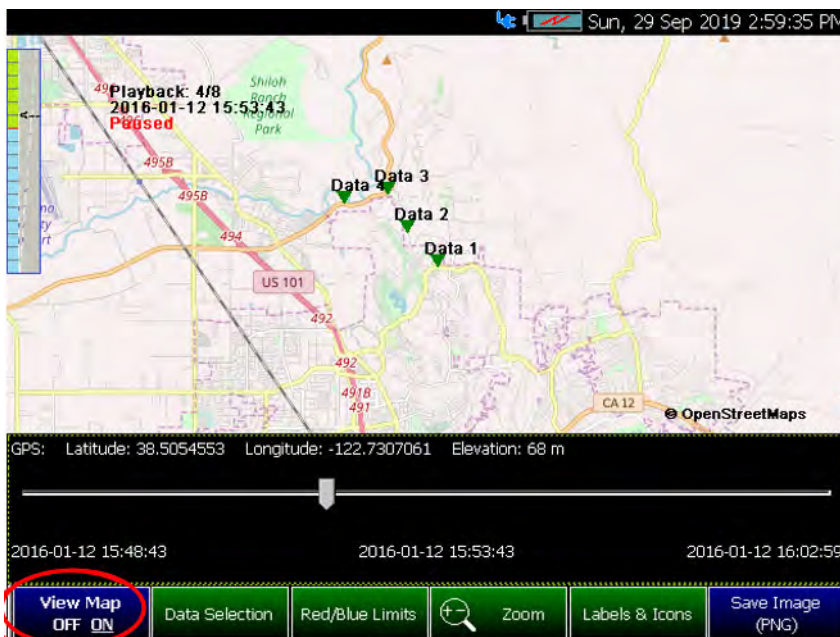 Sun, 29 Sep 2019 2:59:35 PM
Playback: 4/8
2016-01-12 15:53:43
Paused
Shiloh
Ranch
Regional
Park
495B
495B
494
Data 4
Data 3
Data 2
Data 1
US 101
492
492
491B
491
CA 12
© OpenStreetMaps
GPS: Latitude: 38.5054553 Longitude: -122.7307061 Elevation: 68 m
2016-01-12 15:48:43 2016-01-12 15:53:43 2016-01-12 16:02:59
View Map
OFF ON
Data Selection
Red/Blue Limits
Zoom
Labels & Icons
Save Image
(PNG)